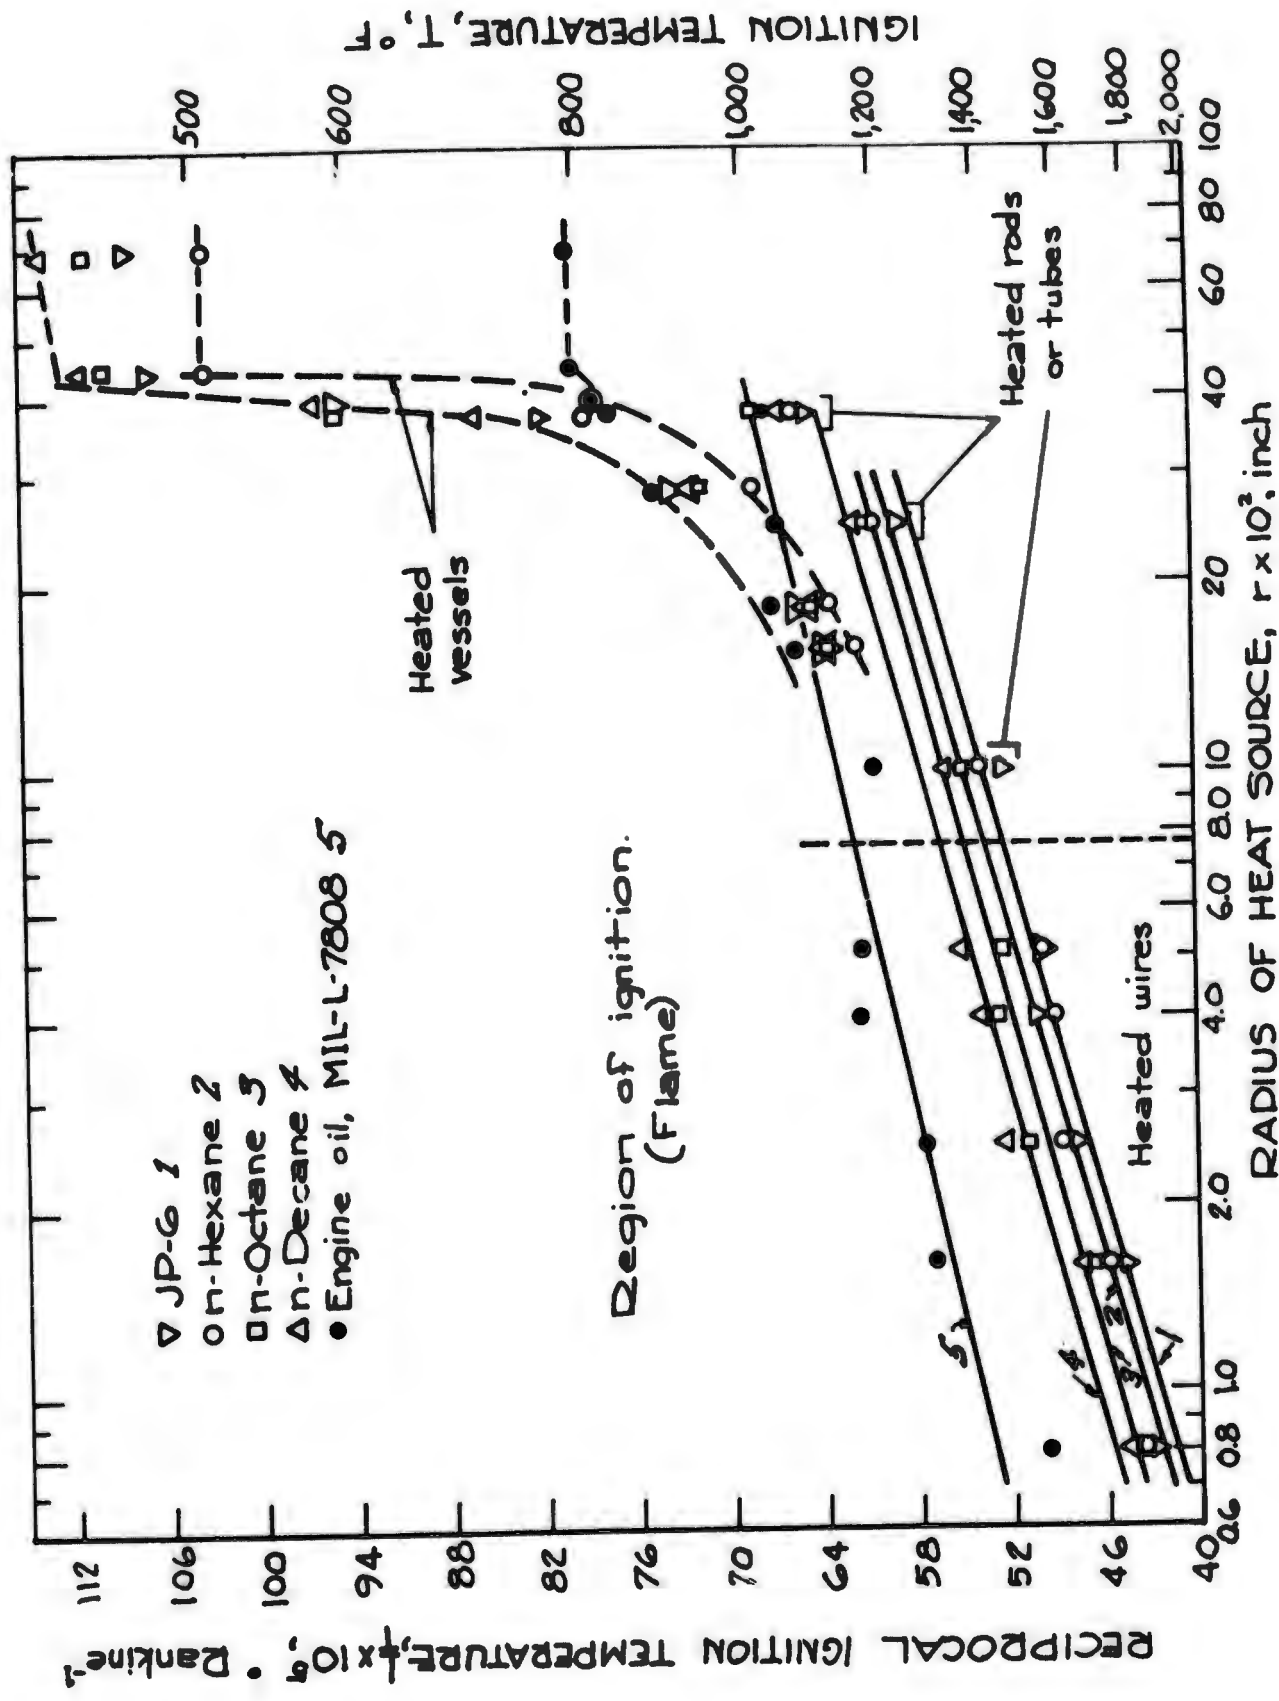 IGNITION TEMPERATURE, T, °F
500
600
800
1,000
1,200
1,400
1,600
1,800
2,000
▽ JP-6 1
○ n-Hexane 2
□ n-Octane 3
△ n-Decane 4
● Engine oil, MIL-L-7808 5
Heated
vessels
Region of ignition.
(Flame)
Heated rods
or tubes
Heated wires
5
4
3
2
1
112
106
100
94
88
82
76
70
64
58
52
46
40
RECIPROCAL IGNITION TEMPERATURE, 1/T x 10⁵, ° Rankine⁻¹
0.6
0.8
1.0
2.0
4.0
6.0
8.0
10
20
40
60
80
100
RADIUS OF HEAT SOURCE, r x 10², inch